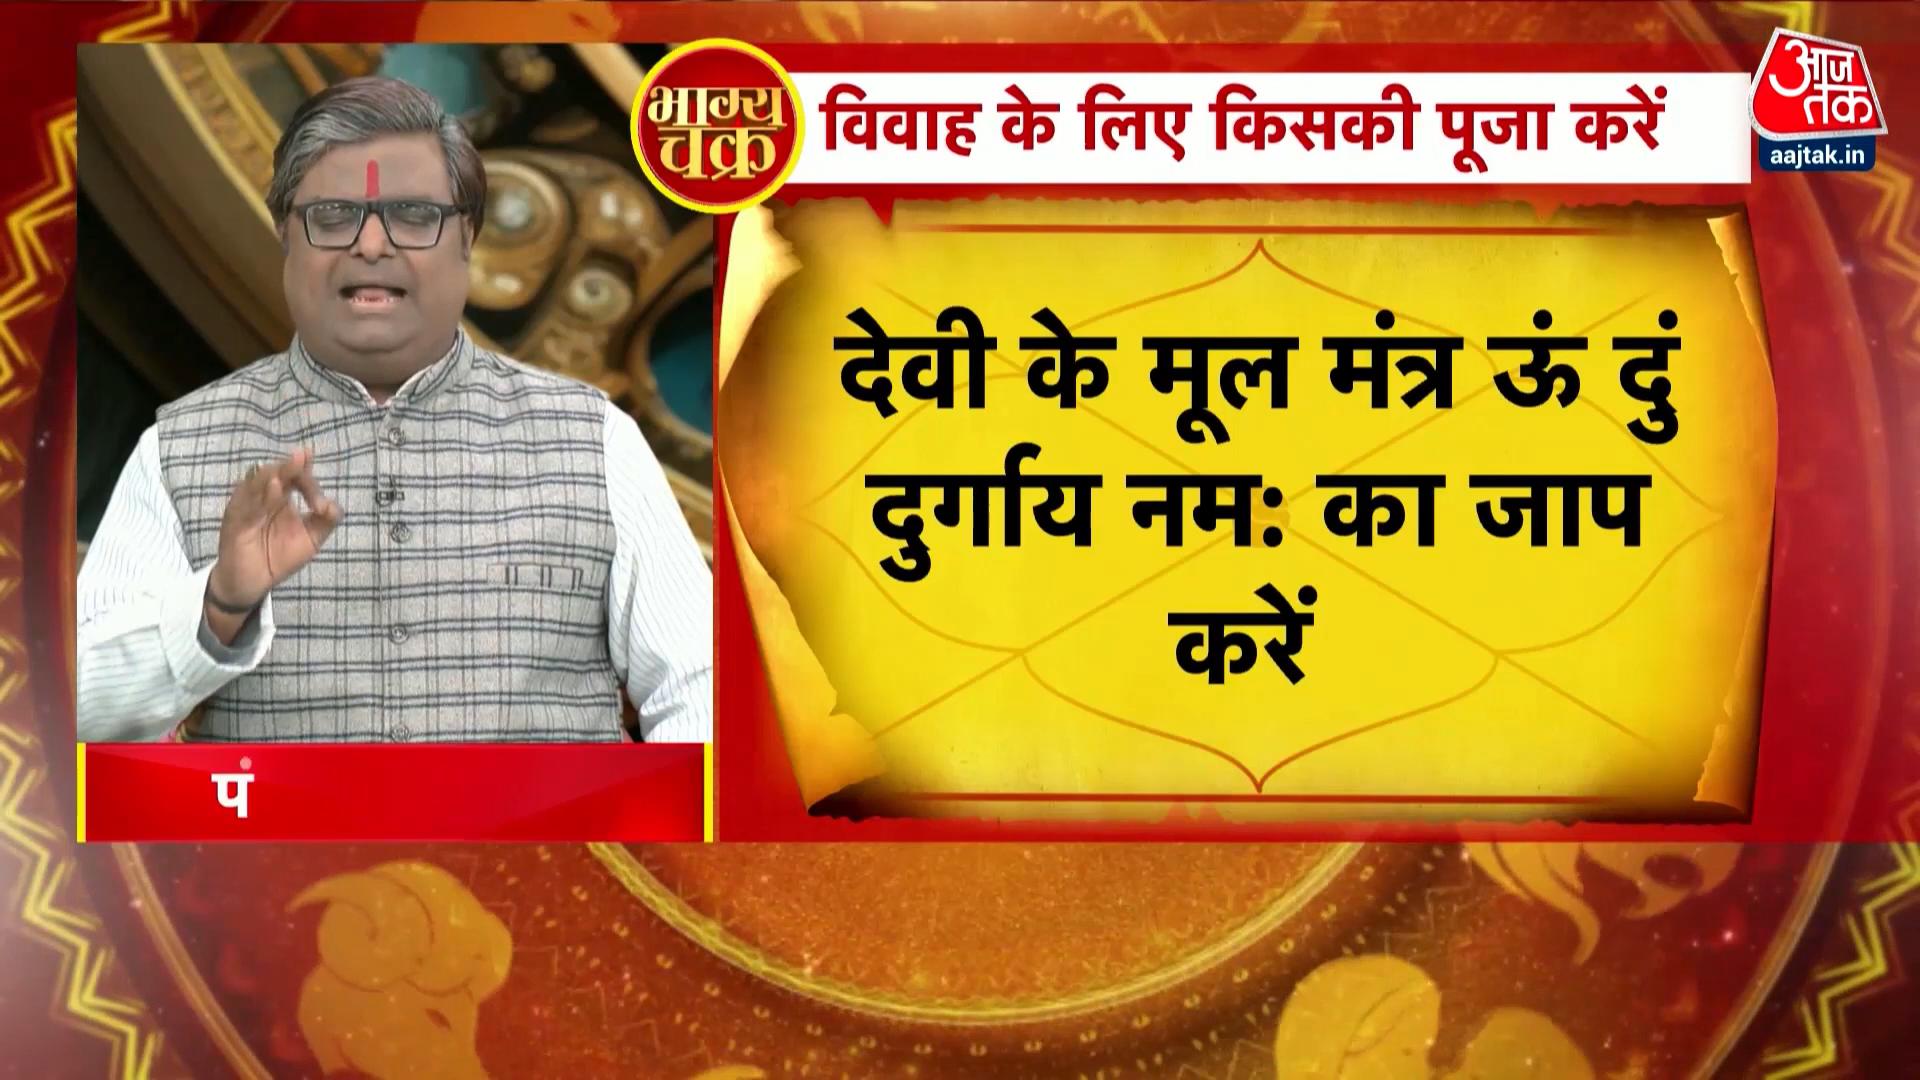 भाग्य
चक्र
विवाह के लिए किसकी पूजा करें
आज
तक
aajtak.in
देवी के मूल मंत्र ऊं दुं
दुर्गाय नम: का जाप
करें
पं